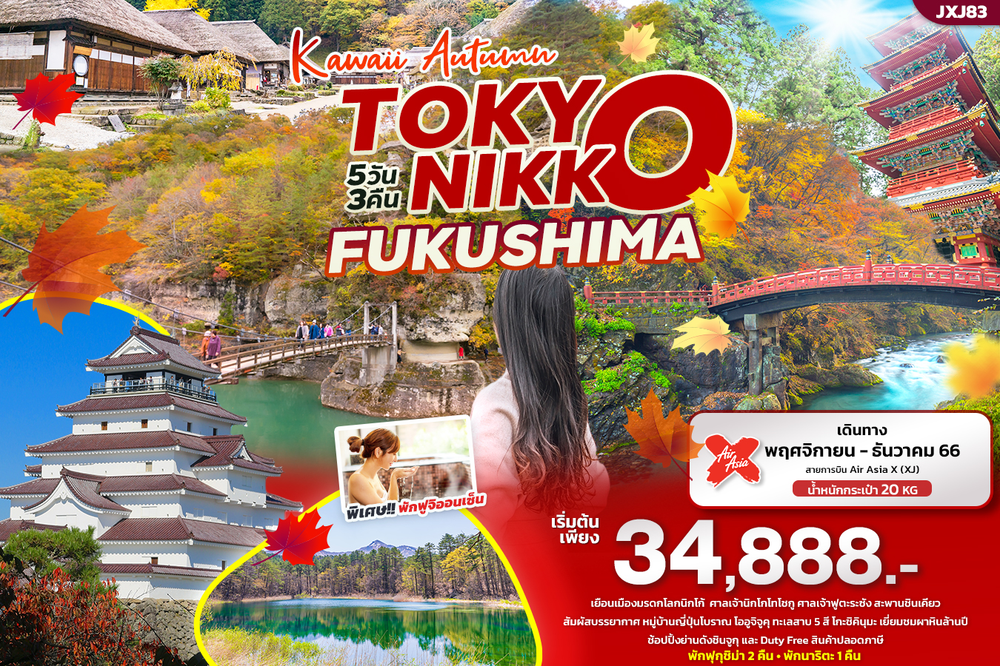 JXJ83
Kawaii Autumn
TOKYO
5วัน
3คืน
NIKKO
FUKUSHIMA
เดินทาง
พฤศจิกายน - ธันวาคม 66
Air Asia
สายการบิน Air Asia X (XJ)
น้ำหนักกระเป๋า 20 KG
พิเศษ!! พักฟูจิออนเซ็น
เริ่มต้น
เพียง
34,888.-
เยือนเมืองมรดกโลกนิกโก้ ศาลเจ้านิกโกโทโชกู ศาลเจ้าฟูตะระซัง สะพานชินเคียว
สัมผัสบรรยากาศ หมู่บ้านญี่ปุ่นโบราณ โออูจิจูคุ ทะเลสาบ 5 สี โกะชิคินุมะ เยี่ยมชมผาหินล้านปี
ช้อปปิ้งย่านดังชินจูกุ และ Duty Free สินค้าปลอดภาษี
พักฟุกุชิม่า 2 คืน • พักนาริตะ 1 คืน